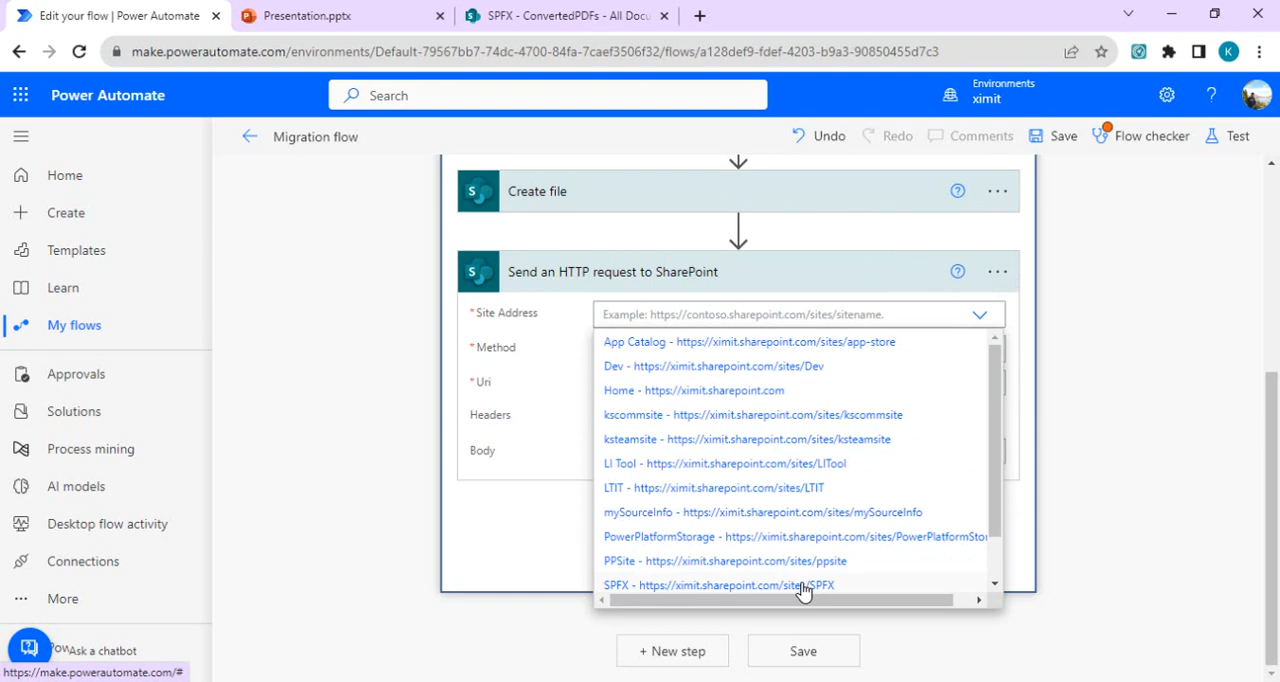 Edit your flow | Power Automate
Presentation.pptx
SPFX - ConvertedPDFs - All Docu
make.powerautomate.com/environments/Default-79567bb7-74dc-4700-84fa-7caef3506f32/flows/a128def9-fdef-4203-b9a3-90850455d7c3
K
Power Automate
Search
Environments
ximit
Migration flow
Undo
Redo
Comments
Save
Flow checker
Test
Home
Create
Templates
Learn
My flows
Approvals
Solutions
Process mining
AI models
Desktop flow activity
Connections
More
Ask a chatbot
https://make.powerautomate.com/#
Create file
Send an HTTP request to SharePoint
* Site Address
Example: https://contoso.sharepoint.com/sites/sitename.
* Method
* Uri
Headers
Body
App Catalog - https://ximit.sharepoint.com/sites/app-store
Dev - https://ximit.sharepoint.com/sites/Dev
Home - https://ximit.sharepoint.com
kscommsite - https://ximit.sharepoint.com/sites/kscommsite
ksteamsite - https://ximit.sharepoint.com/sites/ksteamsite
LI Tool - https://ximit.sharepoint.com/sites/LITool
LTIT - https://ximit.sharepoint.com/sites/LTIT
mySourceInfo - https://ximit.sharepoint.com/sites/mySourceInfo
PowerPlatformStorage - https://ximit.sharepoint.com/sites/PowerPlatformStor
PPSite - https://ximit.sharepoint.com/sites/ppsite
SPFX - https://ximit.sharepoint.com/sites/SPFX
+ New step
Save